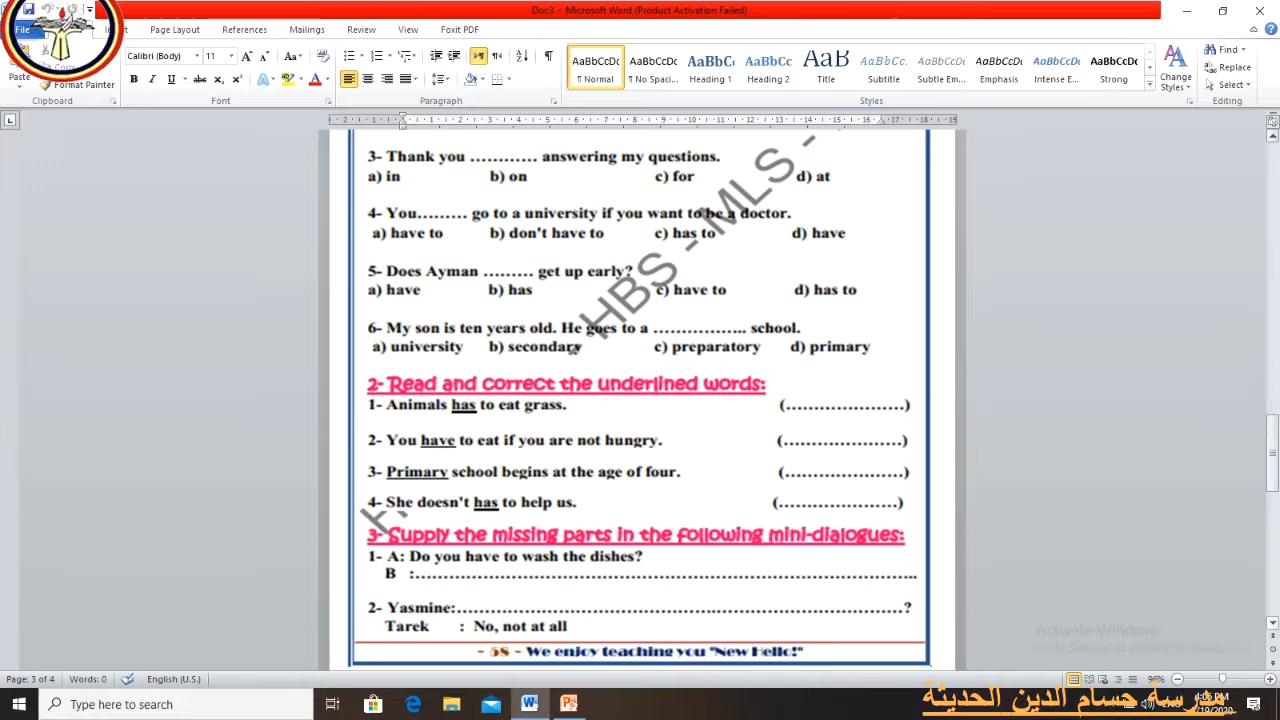 Doc3 - Microsoft Word (Product Activation Failed)
File Page Layout References Mailings Review View Foxit PDF
Paste
Format Painter
Calibri (Body) 11
AaBbCcDc AaBbCcDc AaBbC AaBbCc AaB AaBbCc. AaBbCcDi AaBbCcDi AaBbCcDi AaBbCcDc
¶ Normal ¶ No Spaci... Heading 1 Heading 2 Title Subtitle Subtle Em... Emphasis Intense E... Strong
Change Styles
Find
Replace
Select
Clipboard Font Paragraph Styles Editing
3- Thank you ………… answering my questions.
a) in b) on c) for d) at
4- You……… go to a university if you want to be a doctor.
a) have to b) don't have to c) has to d) have
5- Does Ayman ……… get up early?
a) have b) has c) have to d) has to
6- My son is ten years old. He goes to a …………….. school.
a) university b) secondary c) preparatory d) primary
HBS - MLS -
2- Read and correct the underlined words:
1- Animals has to eat grass. (…………………)
2- You have to eat if you are not hungry. (…………………)
3- Primary school begins at the age of four. (…………………)
4- She doesn't has to help us. (…………………)
3- Supply the missing parts in the following mini-dialogues:
1- A: Do you have to wash the dishes?
B :………………………………………………………………………..
2- Yasmine:…………………………………………………………………?
Tarek : No, not at all
- 58 - We enjoy teaching you "New Hello!"
Activate Windows
Page: 3 of 4 Words: 0 English (U.S.) 96%
Type here to search
مدرسة حسام الدين الحديثة